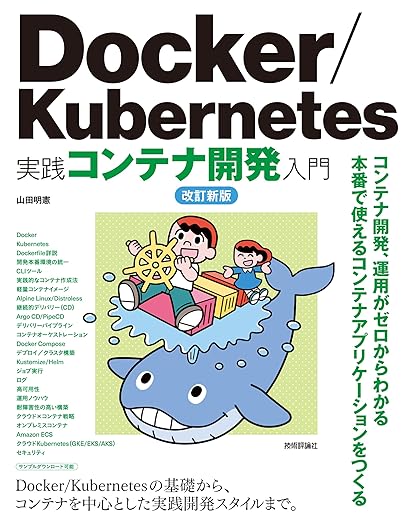 Docker/
Kubernetes
実践コンテナ開発入門
改訂新版
山田明憲
コンテナ開発、運用がゼロからわかる
本番で使えるコンテナアプリケーションをつくる
Docker
Kubernetes
Dockerfile詳説
開発本番環境の統一
CLIツール
実践的なコンテナ作成法
軽量コンテナイメージ
Alpine Linux/Distroless
継続的デリバリー(CD)
Argo CD/PipeCD
デリバリーパイプライン
コンテナオーケストレーション
Docker Compose
デプロイ/クラスタ構築
Kustomize/Helm
ジョブ実行
ログ
高可用性
運用ノウハウ
耐障害性の高い構築
クラウド×コンテナ戦略
オンプレミスコンテナ
Amazon ECS
クラウドKubernetes(GKE/EKS/AKS)
セキュリティ
サンプルダウンロード可能
技術評論社
Docker/Kubernetesの基礎から、
コンテナを中心とした実践開発スタイルまで。